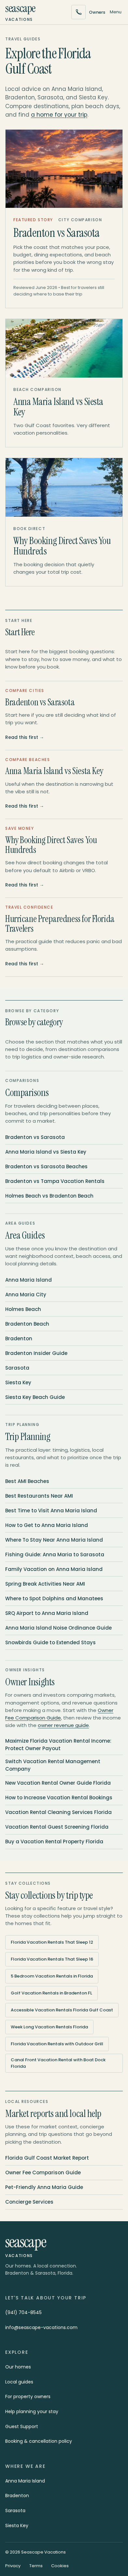 seascape
VACATIONS
Owners
Menu
TRAVEL GUIDES
Explore the Florida
Gulf Coast
Local advice on Anna Maria Island,
Bradenton, Sarasota, and Siesta Key.
Compare destinations, plan beach days,
and find a home for your trip.
FEATURED STORY CITY COMPARISON
Bradenton vs Sarasota
Pick the coast that matches your pace,
budget, dining expectations, and beach
rhythm before you book the wrong stay
for the wrong kind of trip.
Reviewed June 2026 • Best for travelers still
deciding where to base their trip
BEACH COMPARISON
Anna Maria Island vs Siesta
Key
Two Gulf Coast favorites. Very different
vacation personalities.
BOOK DIRECT
Why Booking Direct Saves You
Hundreds
The booking decision that quietly
changes your total trip cost.
START HERE
Start Here
Start here for the biggest booking questions:
where to stay, how to save money, and what to
know before you book.
COMPARE CITIES
Bradenton vs Sarasota
Start here if you are still deciding what kind of
trip you want.
Read this first →
COMPARE BEACHES
Anna Maria Island vs Siesta Key
Useful when the destination is narrowing but
the vibe still is not.
Read this first →
SAVE MONEY
Why Booking Direct Saves You
Hundreds
See how direct booking changes the total
before you default to Airbnb or VRBO.
Read this first →
TRAVEL CONFIDENCE
Hurricane Preparedness for Florida
Travelers
The practical guide that reduces panic and bad
assumptions.
Read this first →
BROWSE BY CATEGORY
Browse by category
Choose the section that matches what you still
need to decide, from destination comparisons
to trip logistics and owner-side research.
COMPARISONS
Comparisons
For travelers deciding between places,
beaches, and trip personalities before they
commit to a market.
Bradenton vs Sarasota
Anna Maria Island vs Siesta Key
Bradenton vs Sarasota Beaches
Bradenton vs Tampa Vacation Rentals
Holmes Beach vs Bradenton Beach
AREA GUIDES
Area Guides
Use these once you know the destination and
want neighborhood context, beach access, and
local planning details.
Anna Maria Island
Anna Maria City
Holmes Beach
Bradenton Beach
Bradenton
Bradenton Insider Guide
Sarasota
Siesta Key
Siesta Key Beach Guide
TRIP PLANNING
Trip Planning
The practical layer: timing, logistics, local
restaurants, and what to prioritize once the trip
is real.
Best AMI Beaches
Best Restaurants Near AMI
Best Time to Visit Anna Maria Island
How to Get to Anna Maria Island
Where To Stay Near Anna Maria Island
Fishing Guide: Anna Maria to Sarasota
Family Vacation on Anna Maria Island
Spring Break Activities Near AMI
Where to Spot Dolphins and Manatees
SRQ Airport to Anna Maria Island
Anna Maria Island Noise Ordinance Guide
Snowbirds Guide to Extended Stays
OWNER INSIGHTS
Owner Insights
For owners and investors comparing markets,
management options, and revenue questions
before making a move. Start with the Owner
Fee Comparison Guide, then review the income
side with the owner revenue guide.
Maximize Florida Vacation Rental Income:
Protect Owner Payout
Siesta Key Vacation Rental Management
Company
New Vacation Rental Owner Guide Florida
How to Increase Vacation Rental Bookings
Vacation Rental Cleaning Services Florida
Vacation Rental Guest Screening Florida
Buy a Vacation Rental Property Florida
STAY COLLECTIONS
Stay collections by trip type
Looking for a specific feature or travel style?
These stay collections help you jump straight to
homes that fit.
Florida Vacation Rentals That Sleep 12
Florida Vacation Rentals That Sleep 16
5 Bedroom Vacation Rentals in Florida
Golf Vacation Rentals in Bradenton FL
Accessible Vacation Rentals Florida Gulf Coast
Week Long Vacation Rentals Florida
Florida Vacation Rentals with Outdoor Grill
Canal Front Vacation Rental with Boat Dock
Florida
LOCAL RESOURCES
Market reports and local help
Use these for market context, concierge
planning, and trip questions that go beyond
picking the destination.
Florida Gulf Coast Market Report
Owner Fee Comparison Guide
Pet-Friendly Anna Maria Guide
Concierge Services
seascape
VACATIONS
Our homes. A local connection.
Bradenton & Sarasota, Florida.
LET'S TALK ABOUT YOUR TRIP
(941) 704-8545
info@seascape-vacations.com
EXPLORE
Our homes
Local guides
For property owners
Help planning your stay
Guest Support
Booking & cancellation policy
WHERE WE ARE
Anna Maria Island
Bradenton
Sarasota
Siesta Key
© 2026 Seascape Vacations
Privacy Terms Cookies